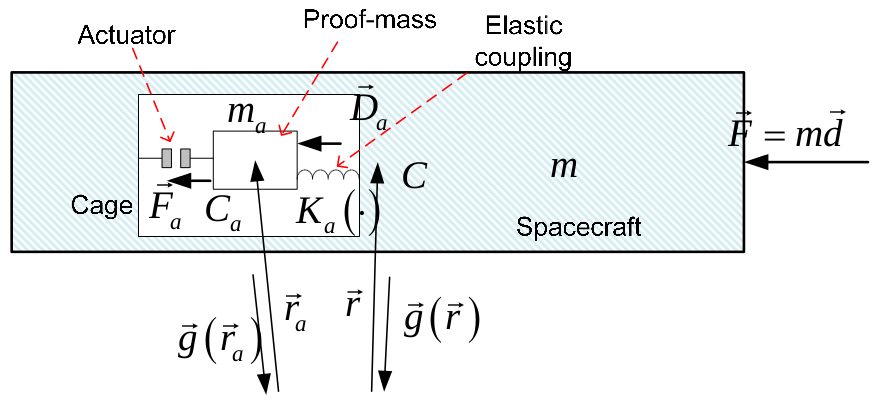 Actuator
Proof-mass
Elastic
coupling
$m_a$
$\vec{D}_a$
$\vec{F} = m\vec{d}$
$C$
$m$
Cage
$\vec{F}_a$
$C_a$
$K_a(\cdot)$
Spacecraft
$\vec{g}(\vec{r}_a)$
$\vec{r}_a$
$\vec{r}$
$\vec{g}(\vec{r})$